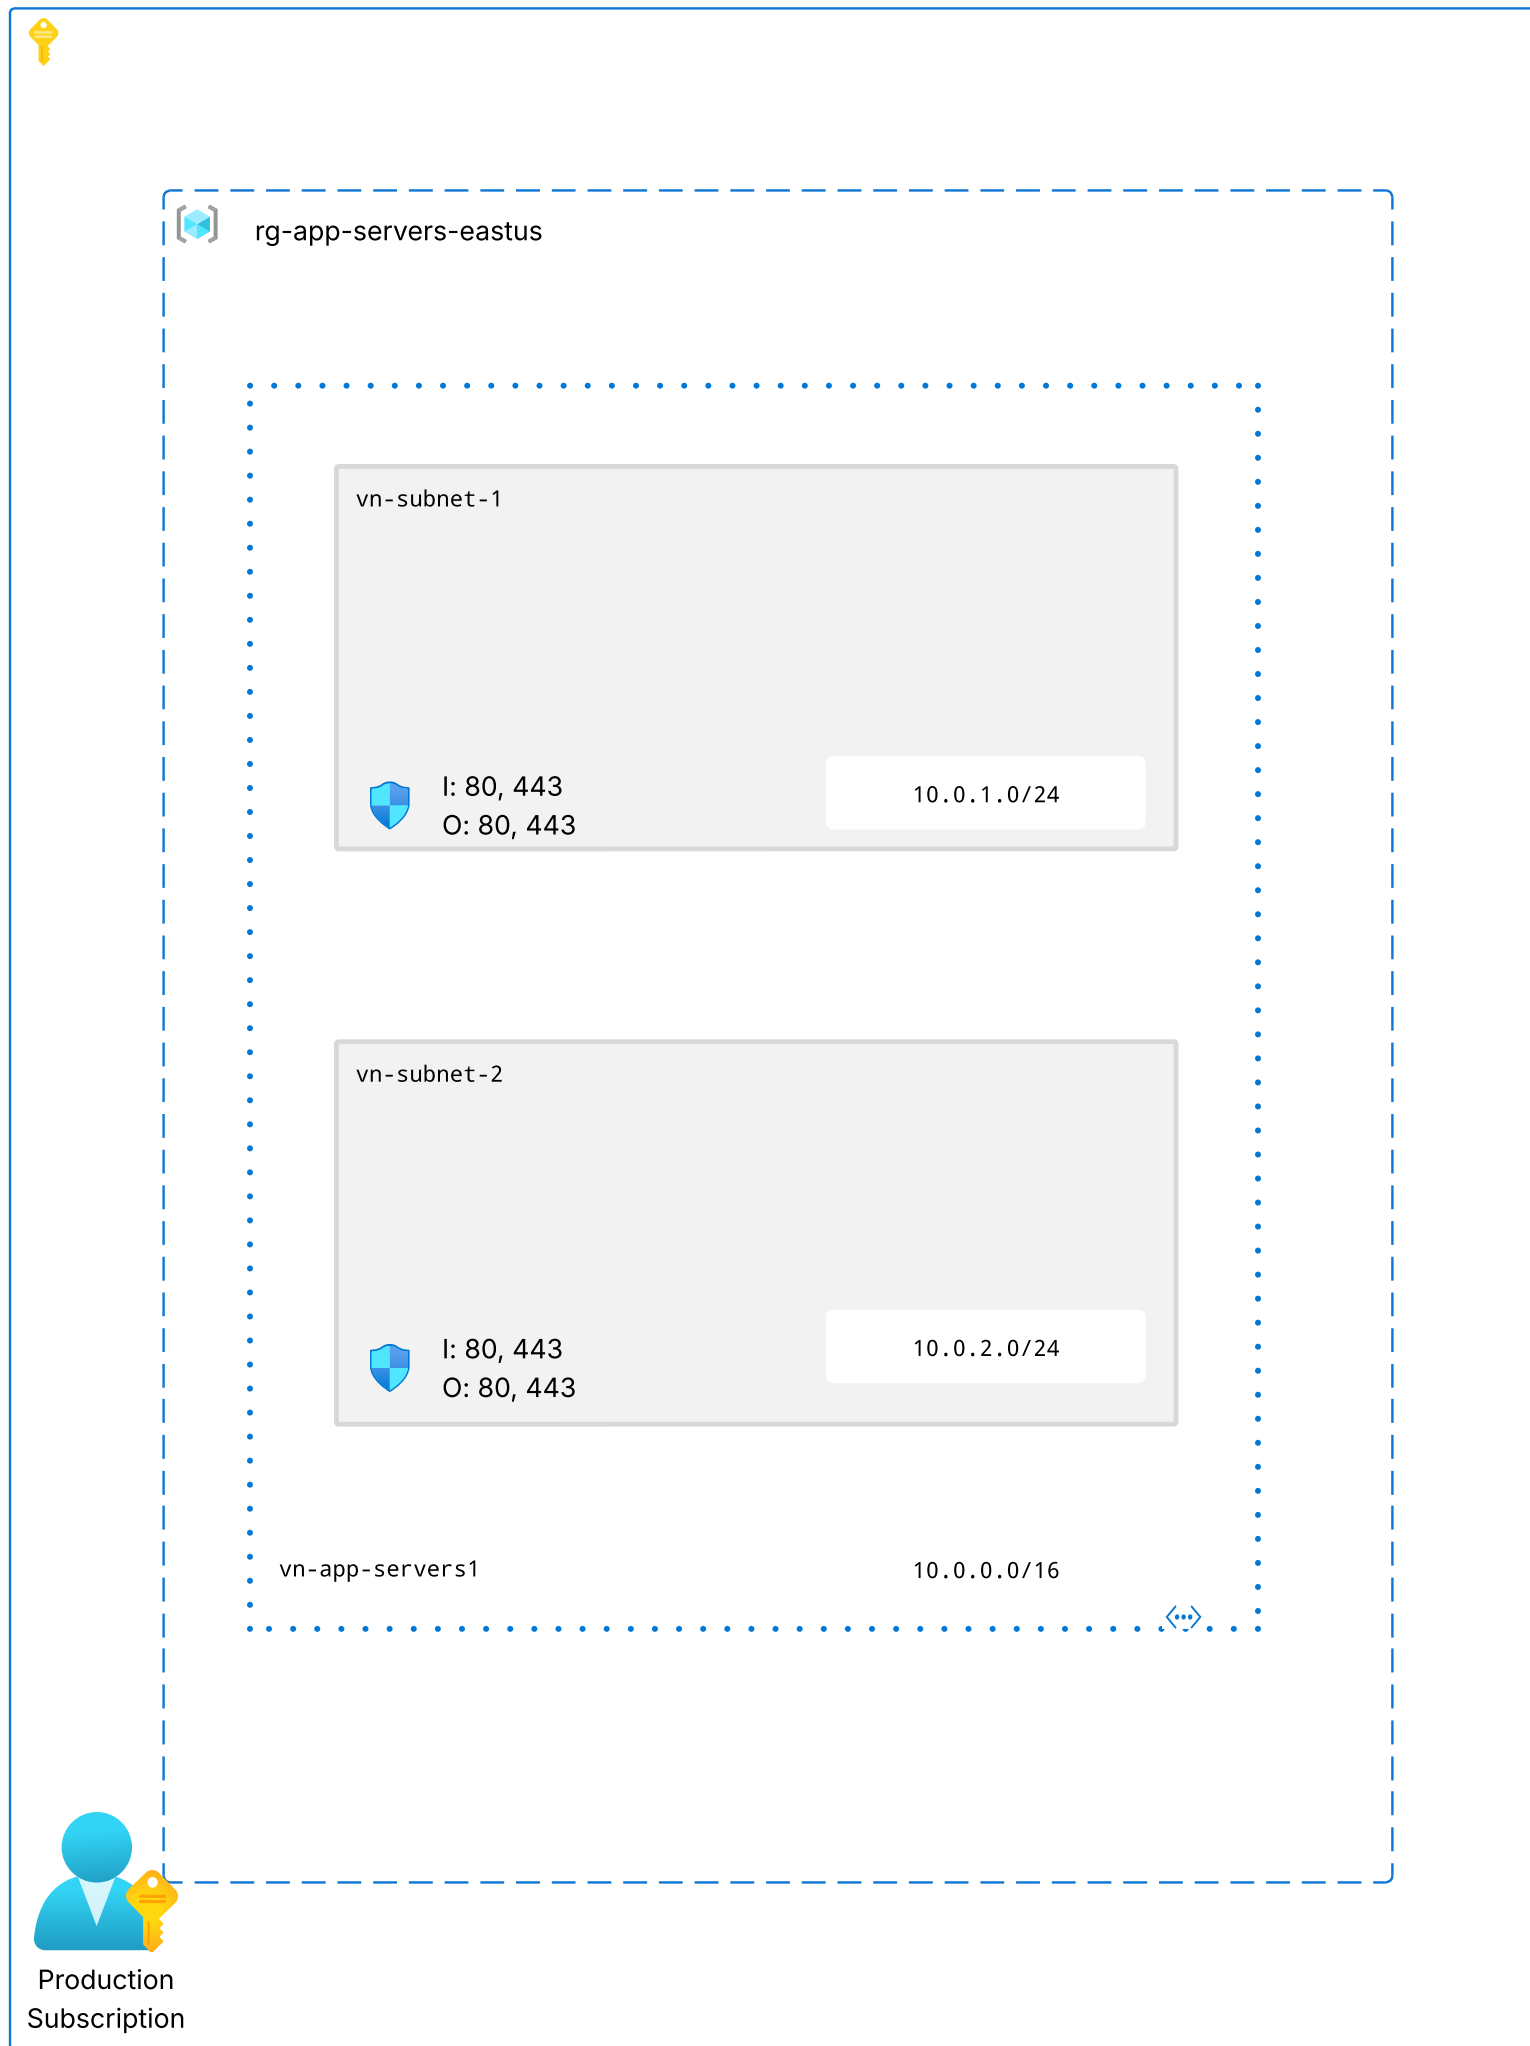 rg-app-servers-eastus
vn-subnet-1
I: 80, 443
O: 80, 443
10.0.1.0/24
vn-subnet-2
I: 80, 443
O: 80, 443
10.0.2.0/24
vn-app-servers1
10.0.0.0/16
Production
Subscription